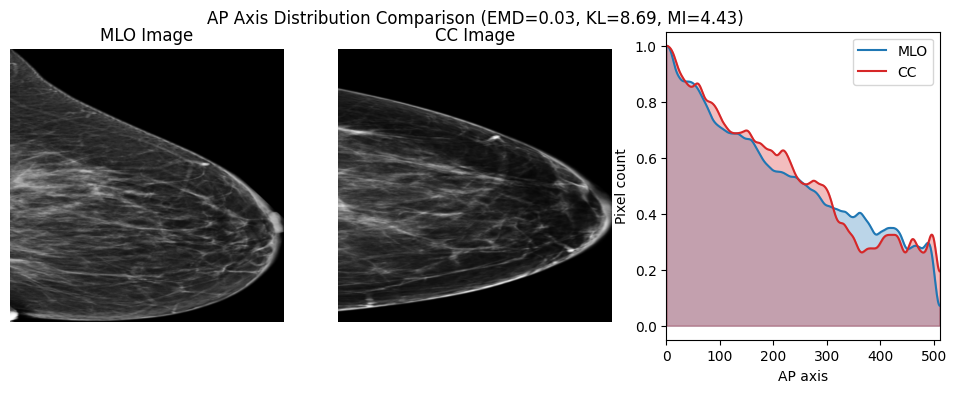 AP Axis Distribution Comparison (EMD=0.03, KL=8.69, MI=4.43)
MLO Image
CC Image
MLO
CC
Pixel count
1.0
0.8
0.6
0.4
0.2
0.0
0 100 200 300 400 500
AP axis